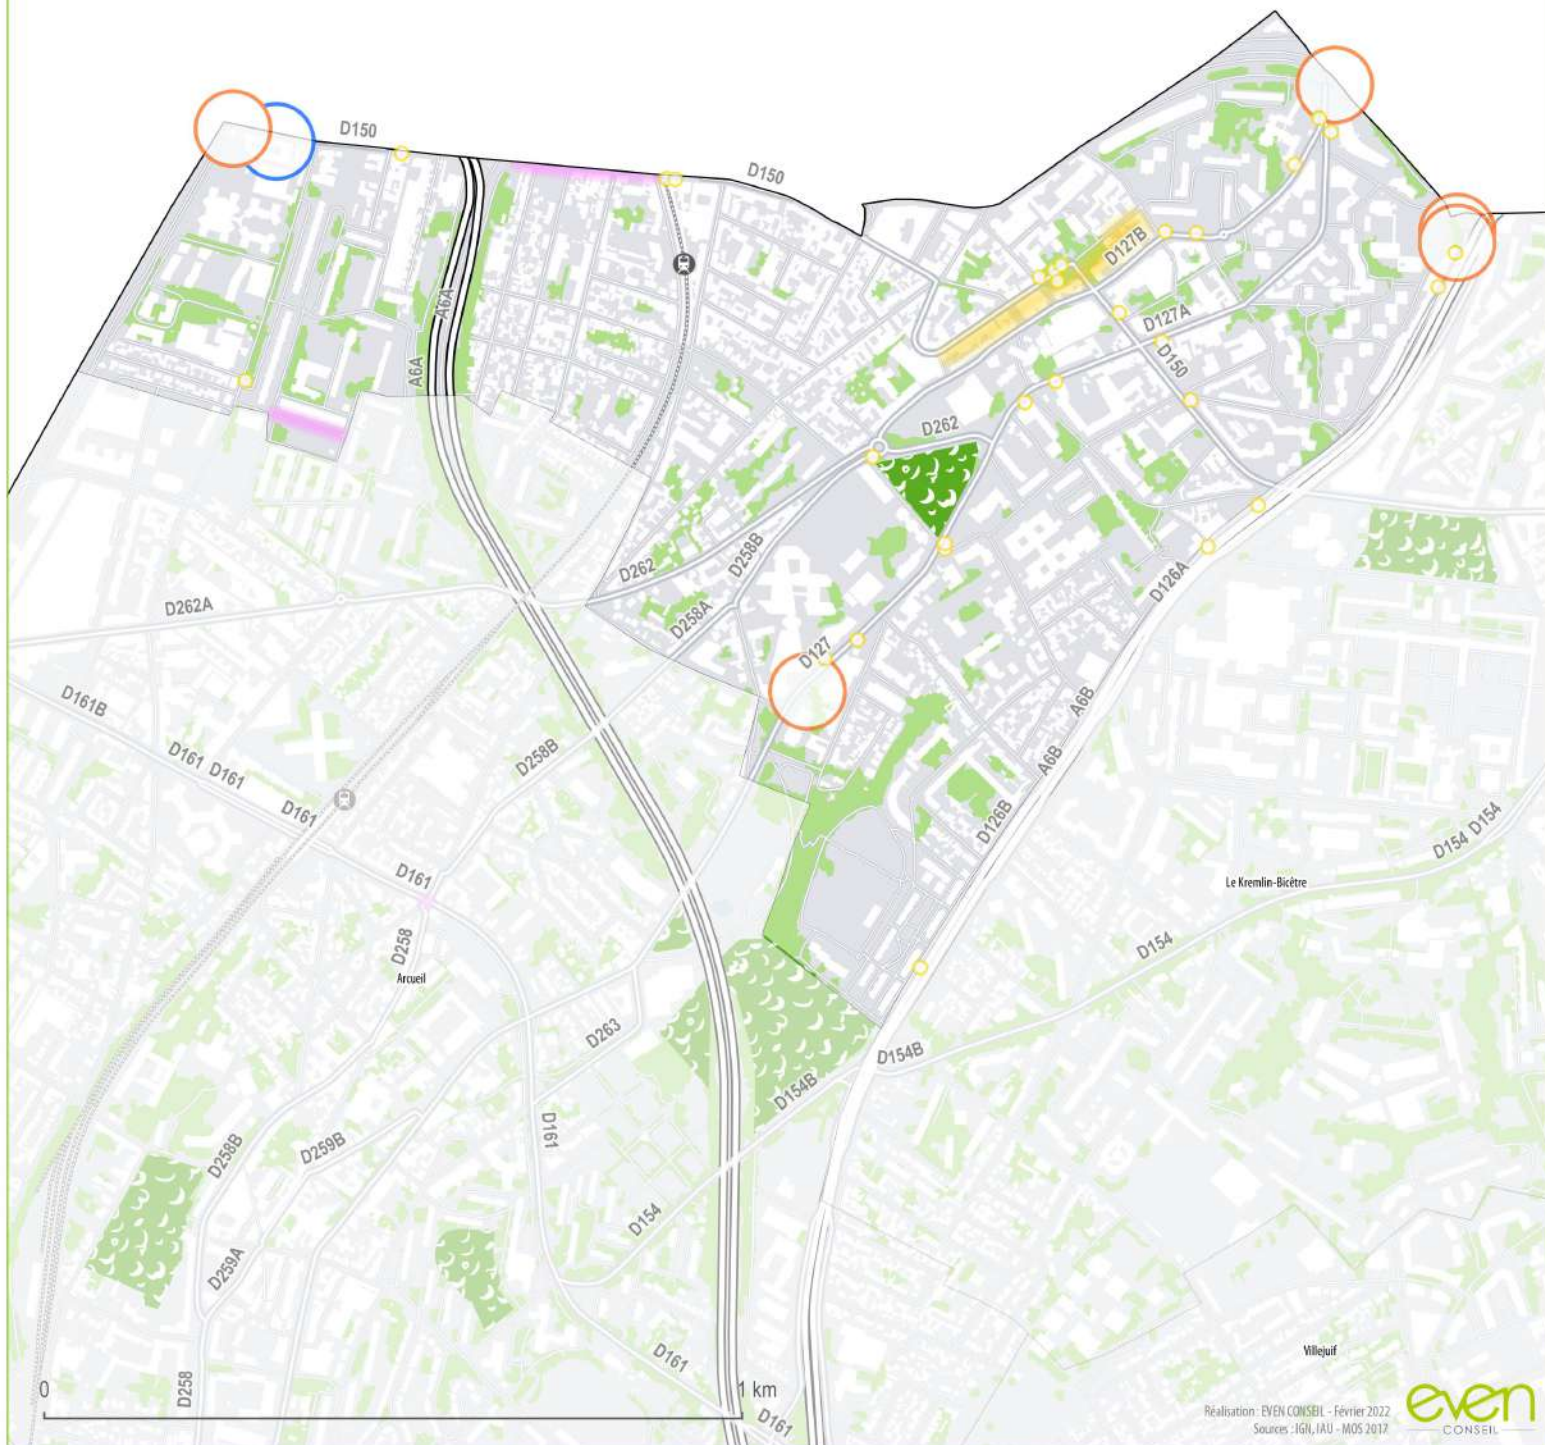 D150
D150
D127B
A6A
D127A
D150
A6A
D262
D258B
D262
D126A
D262A
D258A
D127
D161B
A6B
D161 D161
D258B
A6B
D161
D126B
D154 D154
D161
Le Kremlin-Bicêtre
D258
D154
Arcueil
D263
D154B
D154B
D161
D258B
D259B
D154
D259A
D161
Villejuif
D258
0
1 km
D161
Réalisation : EVEN CONSEIL - Février 2022
Sources : IGN, IAU - MOS 2017
even
CONSEIL